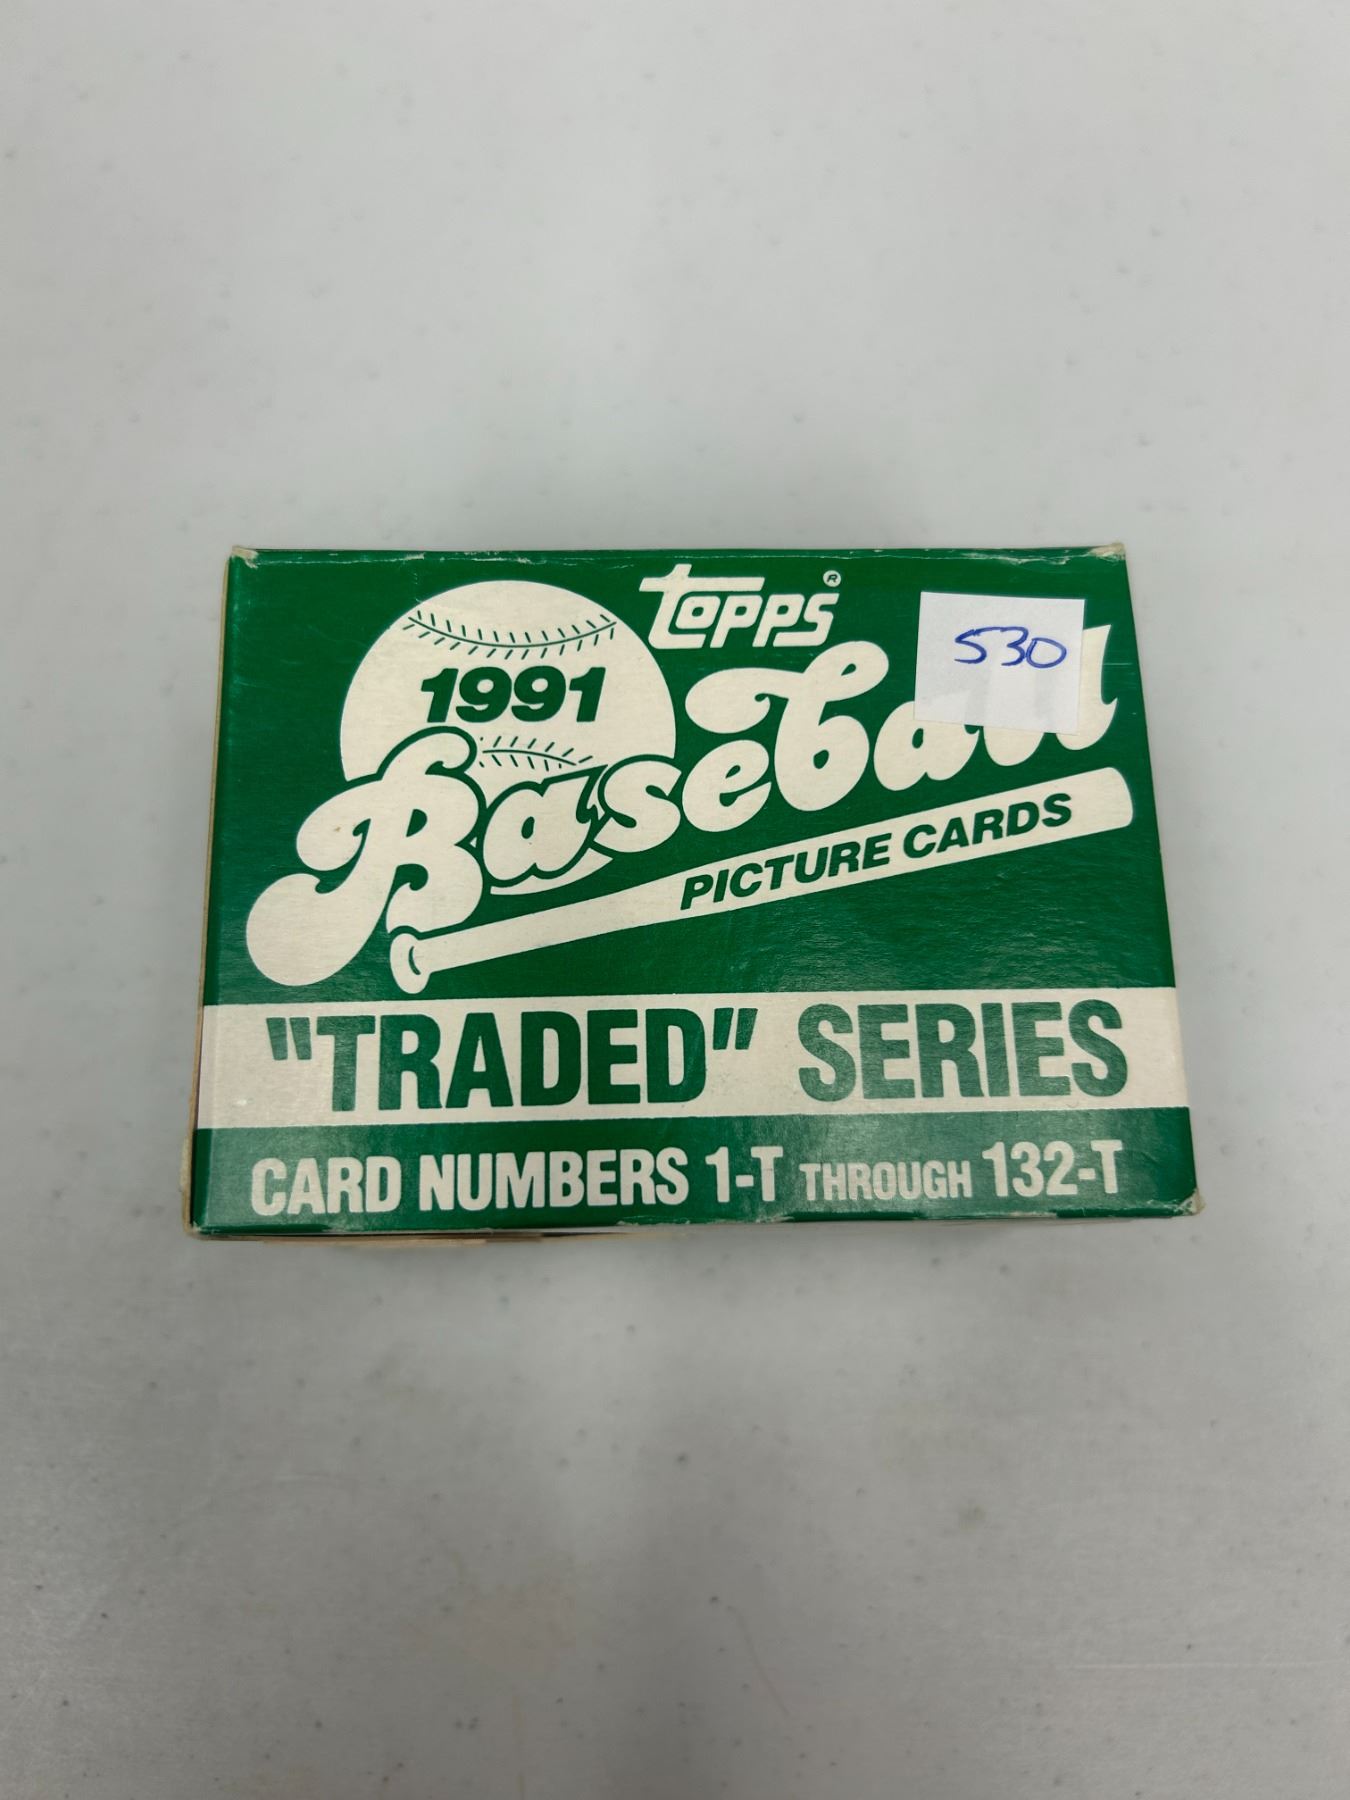 TOPPS®
530
1991
Baseball
PICTURE CARDS
"TRADED" SERIES
CARD NUMBERS 1-T THROUGH 132-T